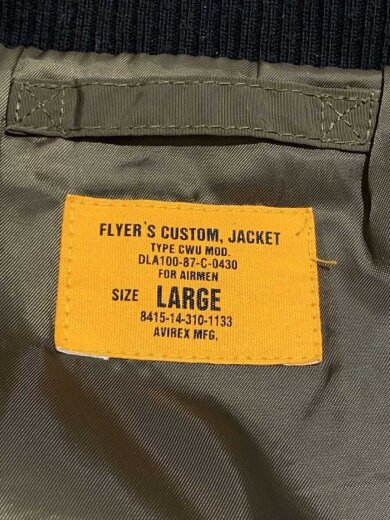 FLYER'S CUSTOM, JACKET
TYPE CWU MOD.
DLA100-87-C-0430
FOR AIRMEN
SIZE LARGE
8415-14-310-1133
AVIREX MFG.